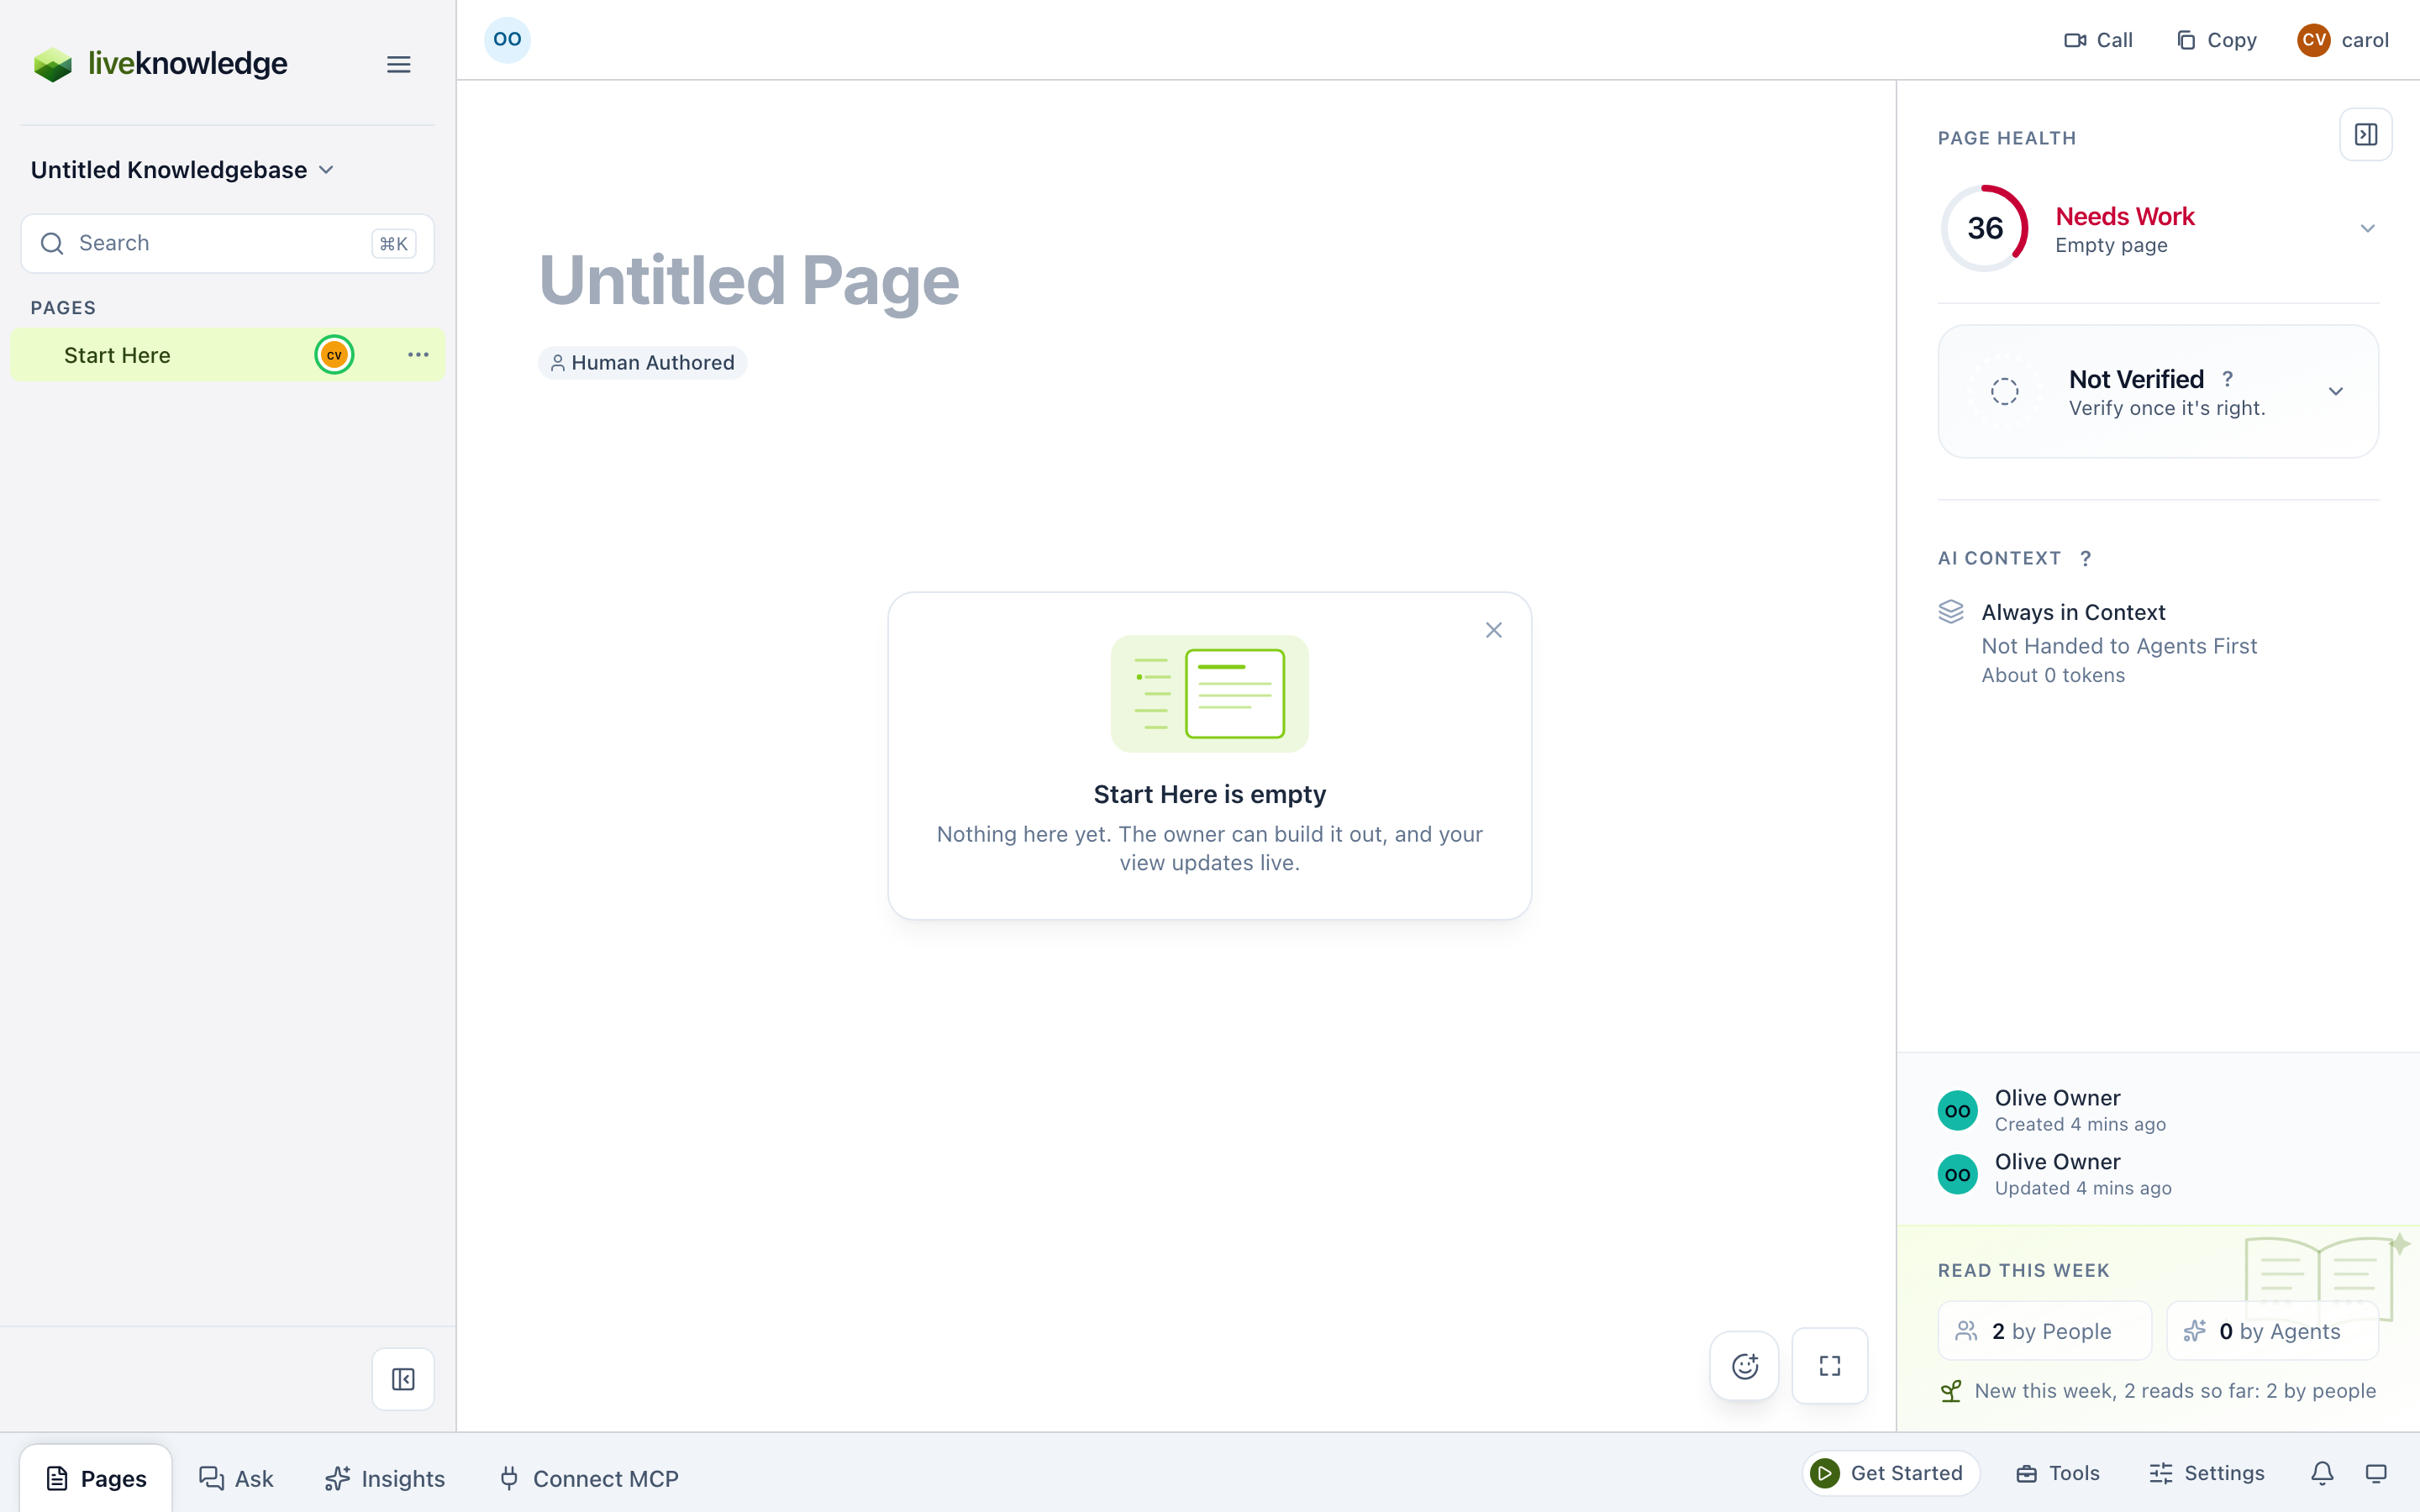 liveknowledge
Untitled Knowledgebase
Search
⌘K
PAGES
Start Here
CV
OO
Call
Copy
CV
carol
Untitled Page
Human Authored
Start Here is empty
Nothing here yet. The owner can build it out, and your
view updates live.
PAGE HEALTH
36
Needs Work
Empty page
Not Verified ?
Verify once it's right.
AI CONTEXT ?
Always in Context
Not Handed to Agents First
About 0 tokens
OO
Olive Owner
Created 4 mins ago
OO
Olive Owner
Updated 4 mins ago
READ THIS WEEK
2 by People
0 by Agents
New this week, 2 reads so far: 2 by people
Pages
Ask
Insights
Connect MCP
Get Started
Tools
Settings